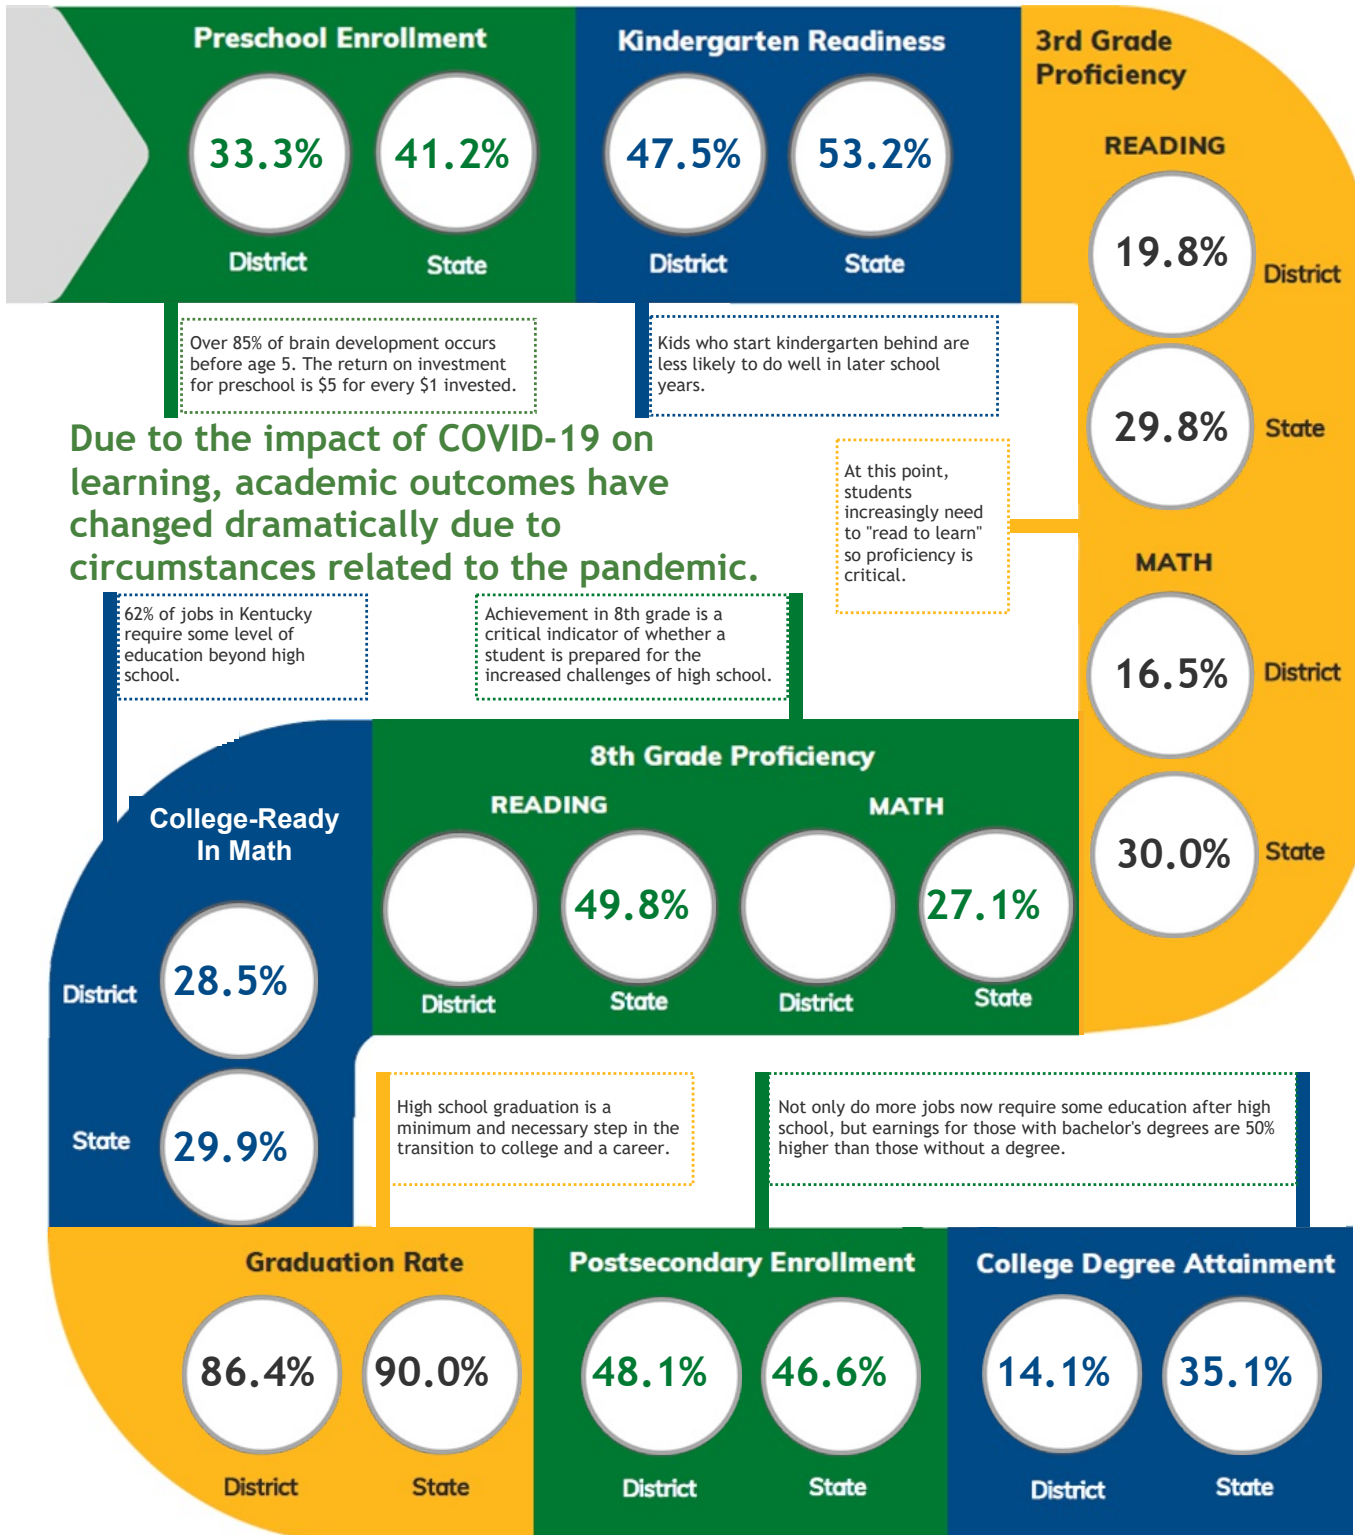 Preschool Enrollment
33.3%
41.2%
District
State
Kindergarten Readiness
47.5%
53.2%
District
State
3rd Grade
Proficiency
READING
19.8%
District
29.8%
State
MATH
16.5%
District
30.0%
State
Over 85% of brain development occurs
before age 5. The return on investment
for preschool is $5 for every $1 invested.
Kids who start kindergarten behind are
less likely to do well in later school
years.
Due to the impact of COVID-19 on
learning, academic outcomes have
changed dramatically due to
circumstances related to the pandemic.
At this point,
students
increasingly need
to "read to learn"
so proficiency is
critical.
62% of jobs in Kentucky
require some level of
education beyond high
school.
Achievement in 8th grade is a
critical indicator of whether a
student is prepared for the
increased challenges of high school.
8th Grade Proficiency
READING
MATH
49.8%
27.1%
District
State
District
State
College-Ready
In Math
District
28.5%
State
29.9%
High school graduation is a
minimum and necessary step in the
transition to college and a career.
Not only do more jobs now require some education after high
school, but earnings for those with bachelor's degrees are 50%
higher than those without a degree.
Graduation Rate
86.4%
90.0%
District
State
Postsecondary Enrollment
48.1%
46.6%
District
State
College Degree Attainment
14.1%
35.1%
District
State